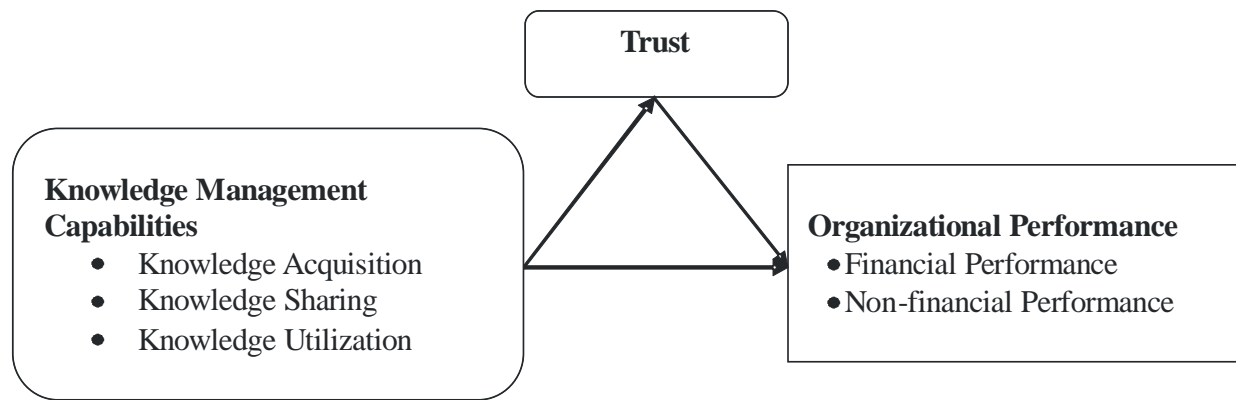 Trust
Knowledge Management
Capabilities
• Knowledge Acquisition
• Knowledge Sharing
• Knowledge Utilization
Organizational Performance
• Financial Performance
• Non-financial Performance